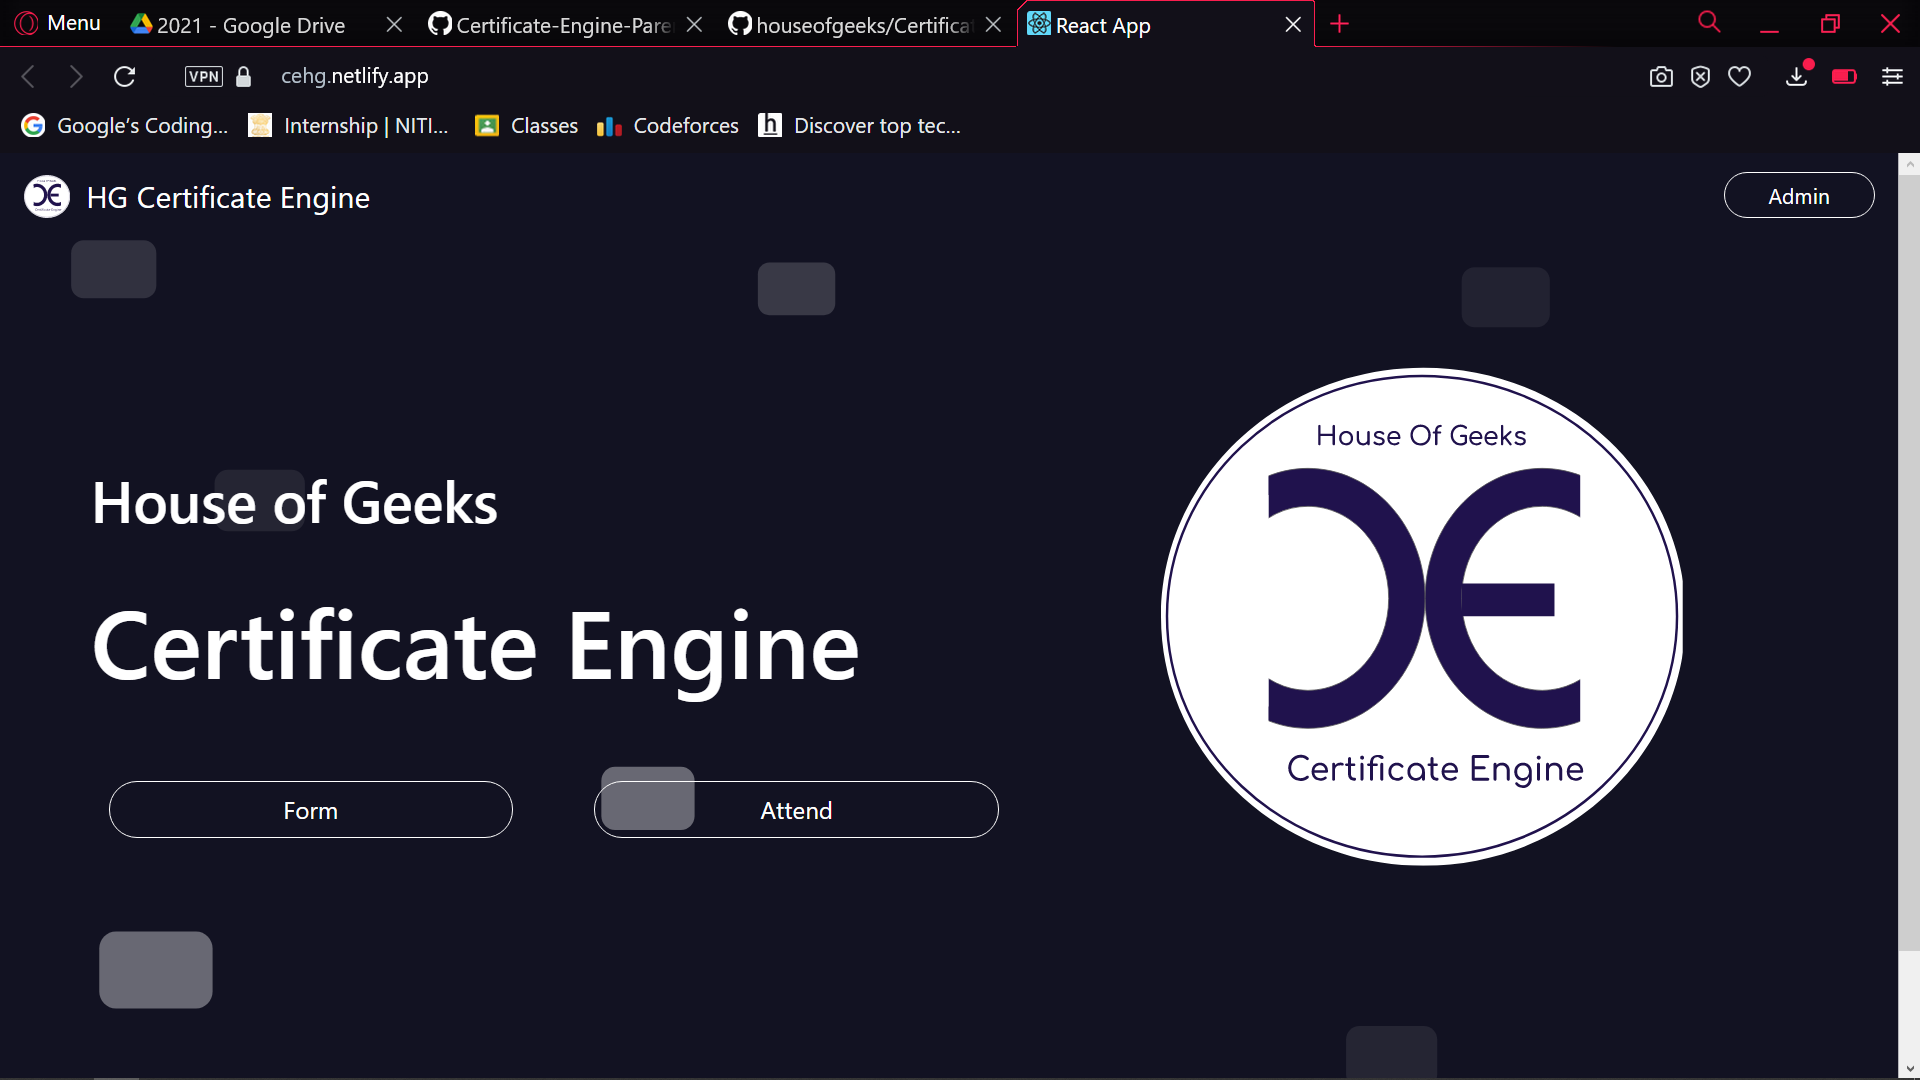 Menu
2021 - Google Drive
Certificate-Engine-Pare
houseofgeeks/Certifica
React App
VPN
cehg.netlify.app
Google's Coding...
Internship | NITI...
Classes
Codeforces
h
Discover top tec...
HG Certificate Engine
Admin
House of Geeks
Certificate Engine
Form
Attend
House Of Geeks
CE
Certificate Engine